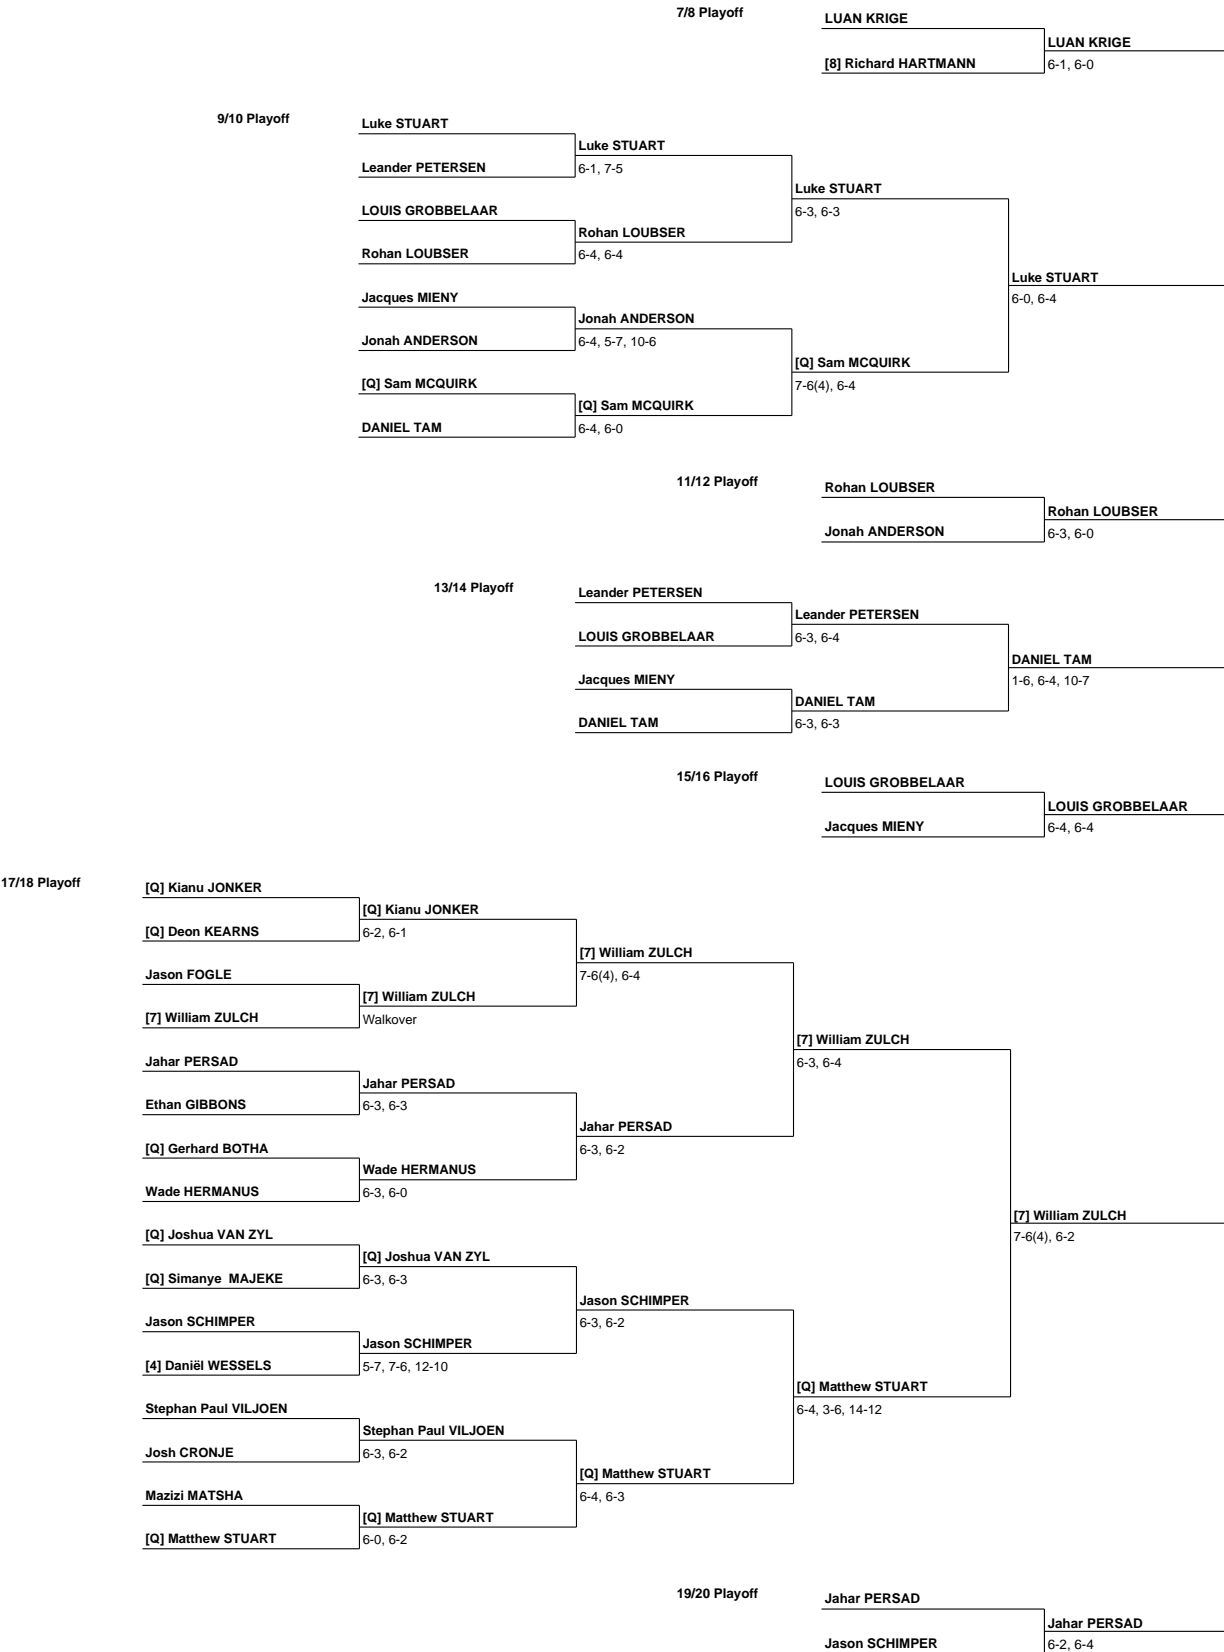 7/8 Playoff
LUAN KRIGE
LUAN KRIGE
[8] Richard HARTMANN
6-1, 6-0
9/10 Playoff
Luke STUART
Luke STUART
Leander PETERSEN
6-1, 7-5
Luke STUART
LOUIS GROBBELAAR
6-3, 6-3
Rohan LOUBSER
Rohan LOUBSER
6-4, 6-4
Luke STUART
Jacques MIENY
6-0, 6-4
Jonah ANDERSON
Jonah ANDERSON
6-4, 5-7, 10-6
[Q] Sam MCQUIRK
[Q] Sam MCQUIRK
7-6(4), 6-4
[Q] Sam MCQUIRK
DANIEL TAM
6-4, 6-0
11/12 Playoff
Rohan LOUBSER
Rohan LOUBSER
Jonah ANDERSON
6-3, 6-0
13/14 Playoff
Leander PETERSEN
Leander PETERSEN
LOUIS GROBBELAAR
6-3, 6-4
DANIEL TAM
Jacques MIENY
1-6, 6-4, 10-7
DANIEL TAM
DANIEL TAM
6-3, 6-3
15/16 Playoff
LOUIS GROBBELAAR
LOUIS GROBBELAAR
Jacques MIENY
6-4, 6-4
17/18 Playoff
[Q] Kianu JONKER
[Q] Kianu JONKER
[Q] Deon KEARNS
6-2, 6-1
[7] William ZULCH
Jason FOGLE
7-6(4), 6-4
[7] William ZULCH
[7] William ZULCH
Walkover
[7] William ZULCH
Jahar PERSAD
6-3, 6-4
Jahar PERSAD
Ethan GIBBONS
6-3, 6-3
Jahar PERSAD
[Q] Gerhard BOTHA
6-3, 6-2
Wade HERMANUS
Wade HERMANUS
6-3, 6-0
[7] William ZULCH
[Q] Joshua VAN ZYL
7-6(4), 6-2
[Q] Joshua VAN ZYL
[Q] Simanye  MAJEKE
6-3, 6-3
Jason SCHIMPER
Jason SCHIMPER
6-3, 6-2
Jason SCHIMPER
[4] Daniël WESSELS
5-7, 7-6, 12-10
[Q] Matthew STUART
Stephan Paul VILJOEN
6-4, 3-6, 14-12
Stephan Paul VILJOEN
Josh CRONJE
6-3, 6-2
[Q] Matthew STUART
Mazizi MATSHA
6-4, 6-3
[Q] Matthew STUART
[Q] Matthew STUART
6-0, 6-2
19/20 Playoff
Jahar PERSAD
Jahar PERSAD
Jason SCHIMPER
6-2, 6-4